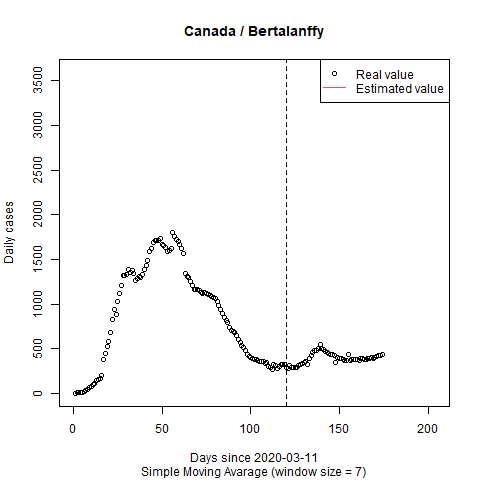 Canada / Bertalanffy
Real value
Estimated value
Daily cases
0
500
1000
1500
2000
2500
3000
3500
0
50
100
150
200
Days since 2020-03-11
Simple Moving Avarage (window size = 7)